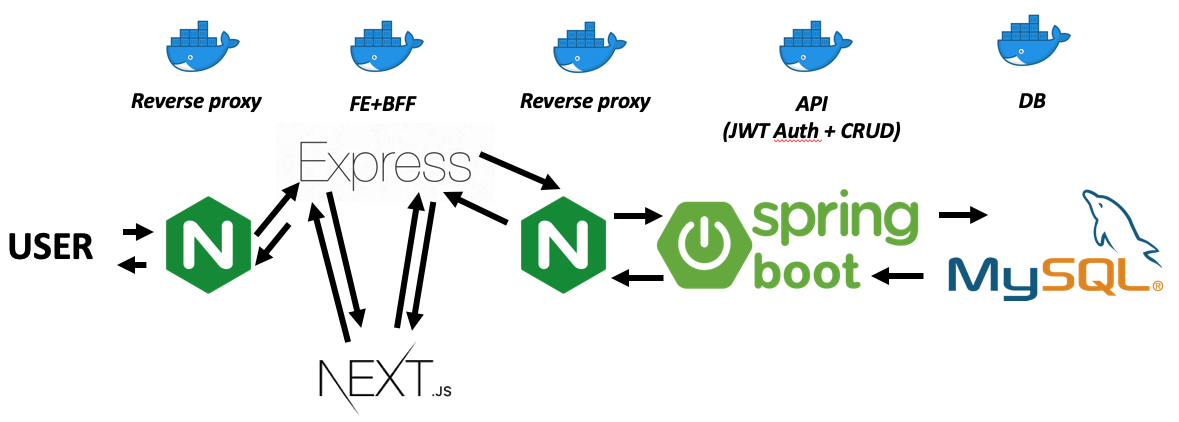 Reverse proxy
FE+BFF
Reverse proxy
API
(JWT Auth + CRUD)
DB
Express
USER
N
N
spring
boot
MySQL®
NEXT.JS